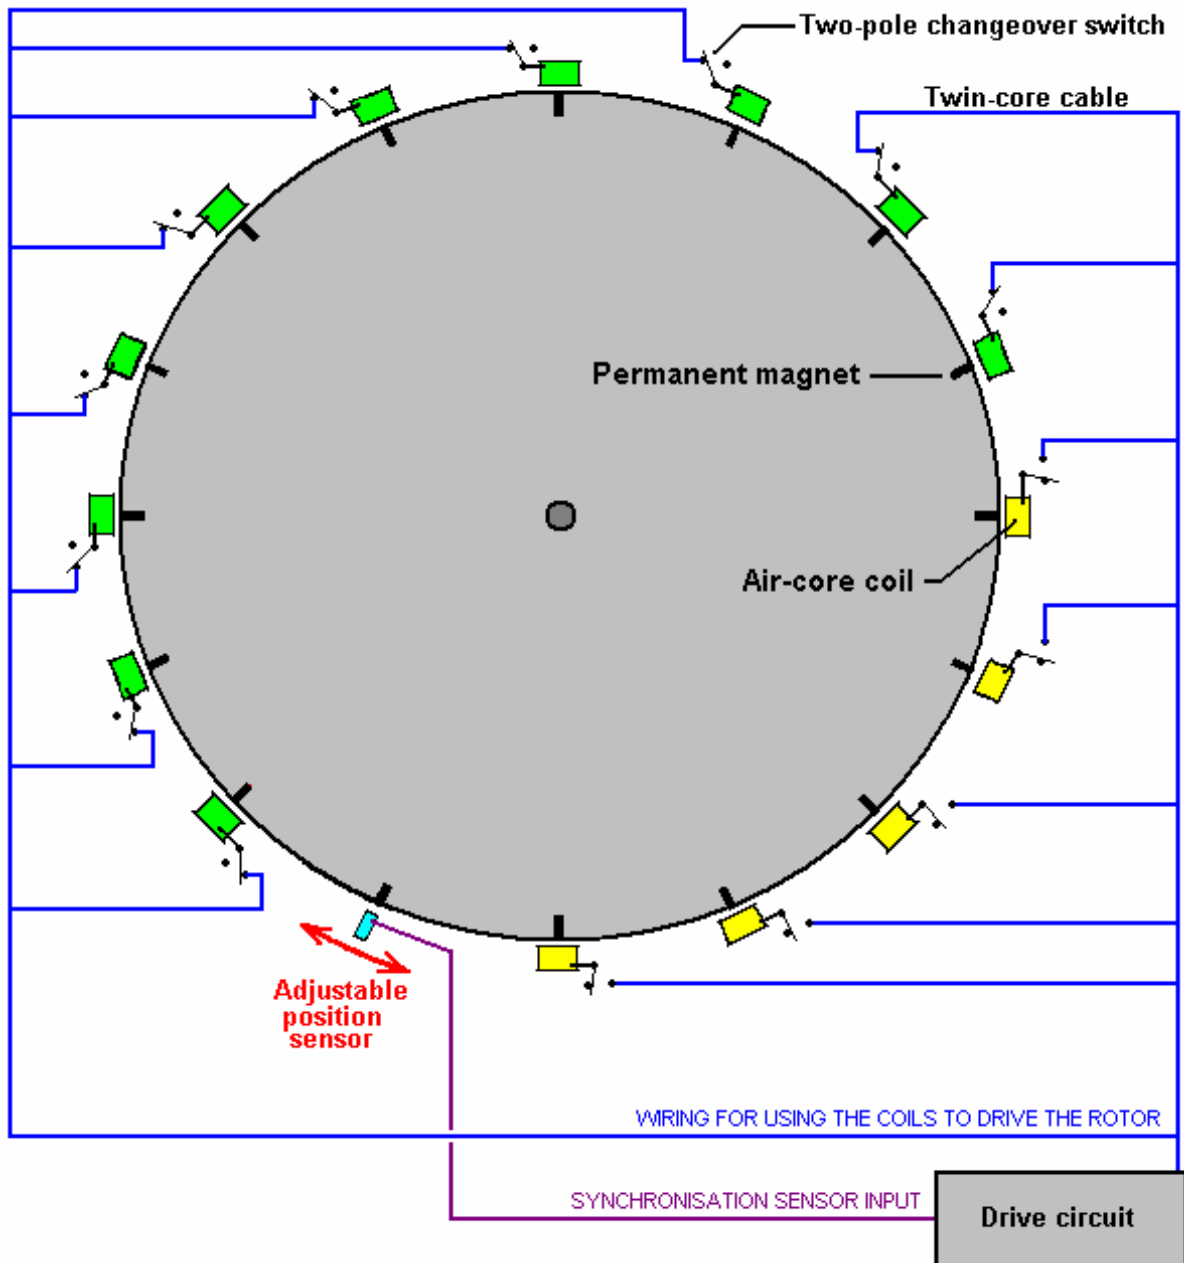 Two-pole changeover switch
Twin-core cable
Permanent magnet
Air-core coil
Adjustable
position
sensor
WIRING FOR USING THE COILS TO DRIVE THE ROTOR
SYNCHRONISATION SENSOR INPUT
Drive circuit